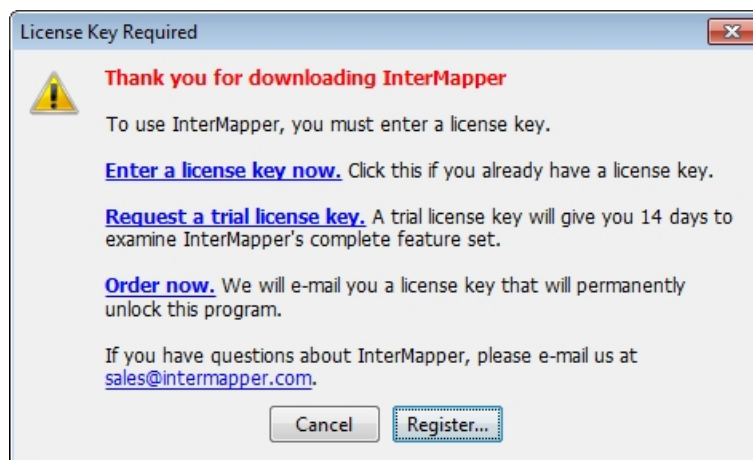 License Key Required
Thank you for downloading InterMapper
To use InterMapper, you must enter a license key.
Enter a license key now. Click this if you already have a license key.
Request a trial license key. A trial license key will give you 14 days to
examine InterMapper's complete feature set.
Order now. We will e-mail you a license key that will permanently
unlock this program.
If you have questions about InterMapper, please e-mail us at
sales@intermapper.com.
Cancel Register...